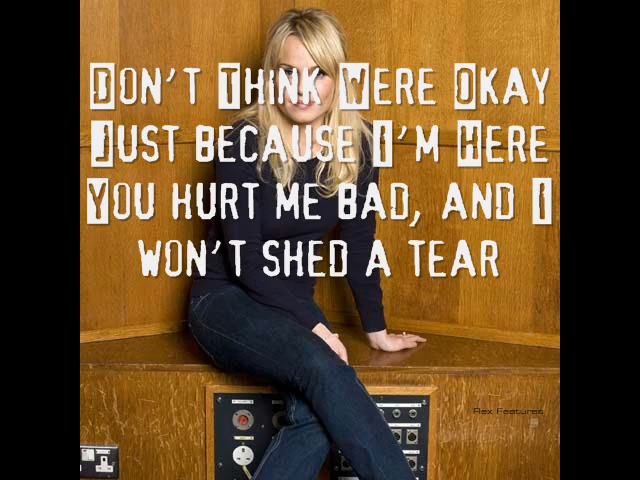 Don't Think Were Okay
Just because I'm Here
You hurt me bad, and I
won't shed a tear
Rex Features